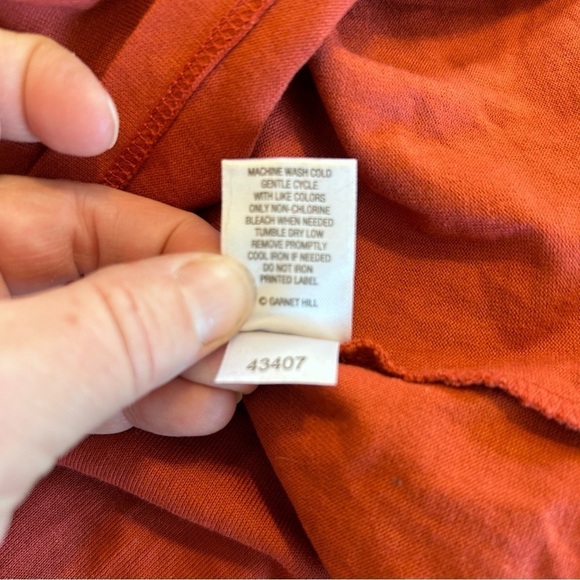 MACHINE WASH COLD
GENTLE CYCLE
WITH LIKE COLORS
ONLY NON-CHLORINE
BLEACH WHEN NEEDED
TUMBLE DRY LOW
REMOVE PROMPTLY
COOL IRON IF NEEDED
DO NOT IRON
PRINTED LABEL
© GARNET HILL
43407